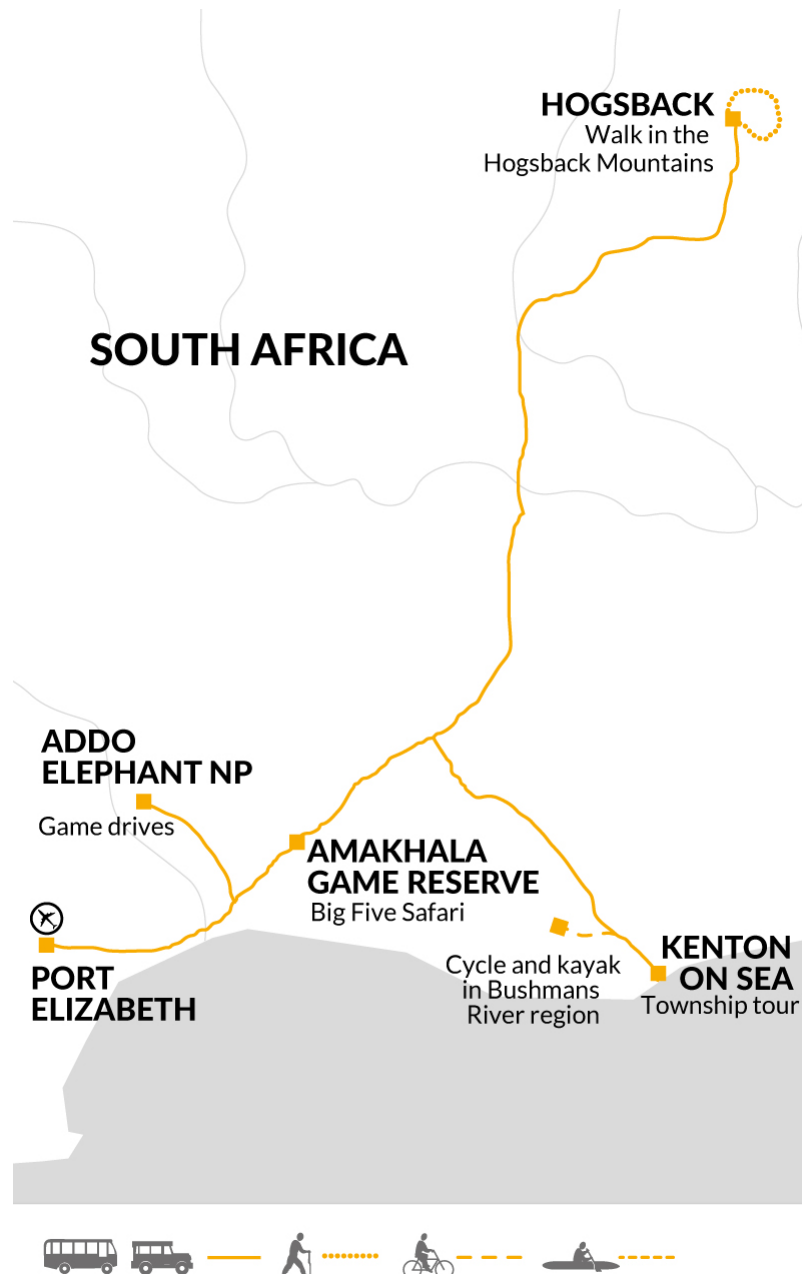 HOGSBACK
Walk in the
Hogsback Mountains
SOUTH AFRICA
ADDO
ELEPHANT NP
Game drives
AMAKHALA
GAME RESERVE
Big Five Safari
PORT
ELIZABETH
Cycle and kayak
in Bushmans
River region
KENTON
ON SEA
Township tour